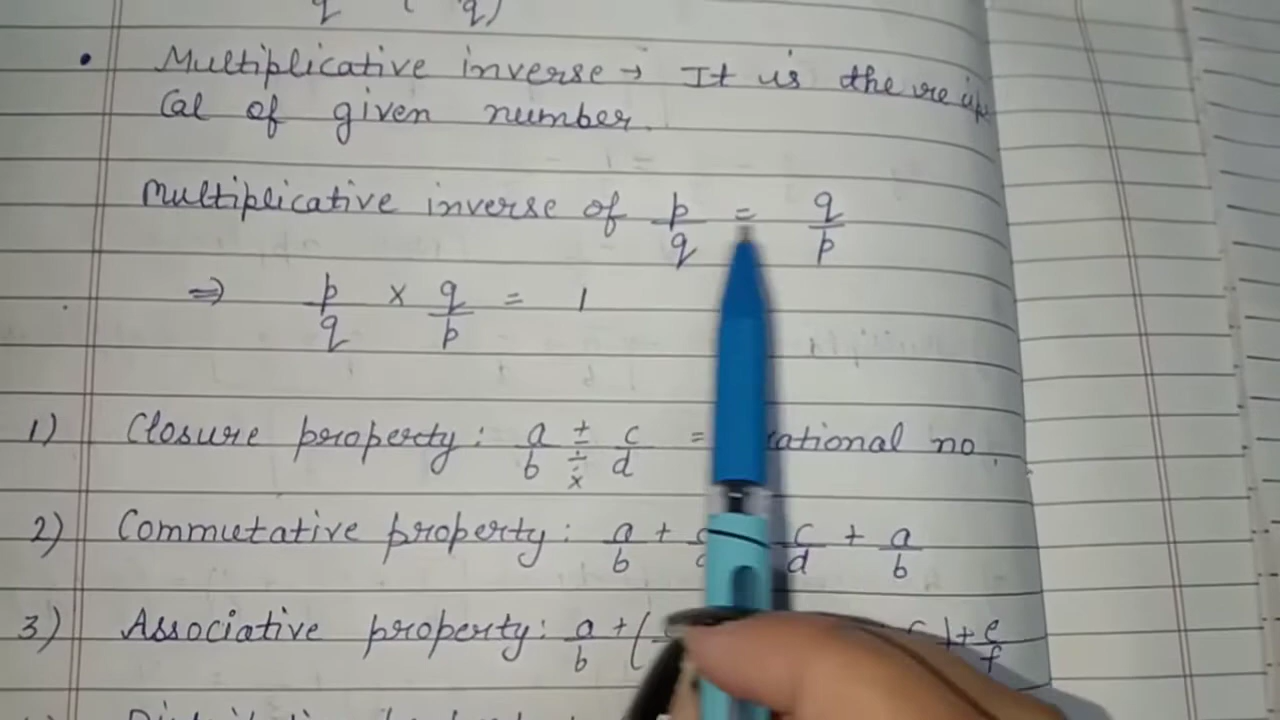 q ( q)
• Multiplicative inverse → It is the recip
cal of given number.
Multiplicative inverse of p/q = q/p
⇒ p/q × q/p = 1
1) Closure property: a/b ± ÷ × c/d = rational no.
2) Commutative property: a/b + c/d + a/b
3) Associative property: a/b + ( ) + e/f